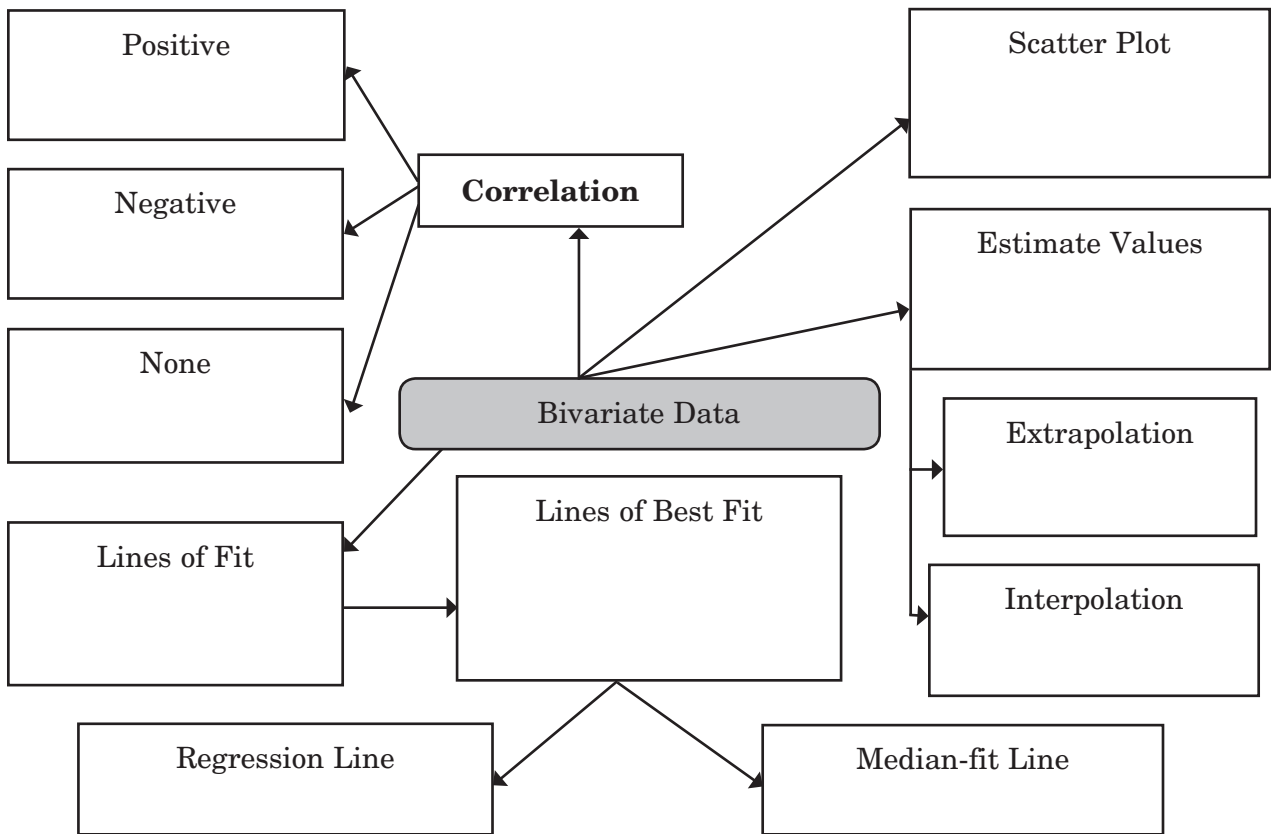 Positive
Scatter Plot
Correlation
Negative
Estimate Values
None
Bivariate Data
Extrapolation
Lines of Best Fit
Lines of Fit
Interpolation
Regression Line
Median-fit Line